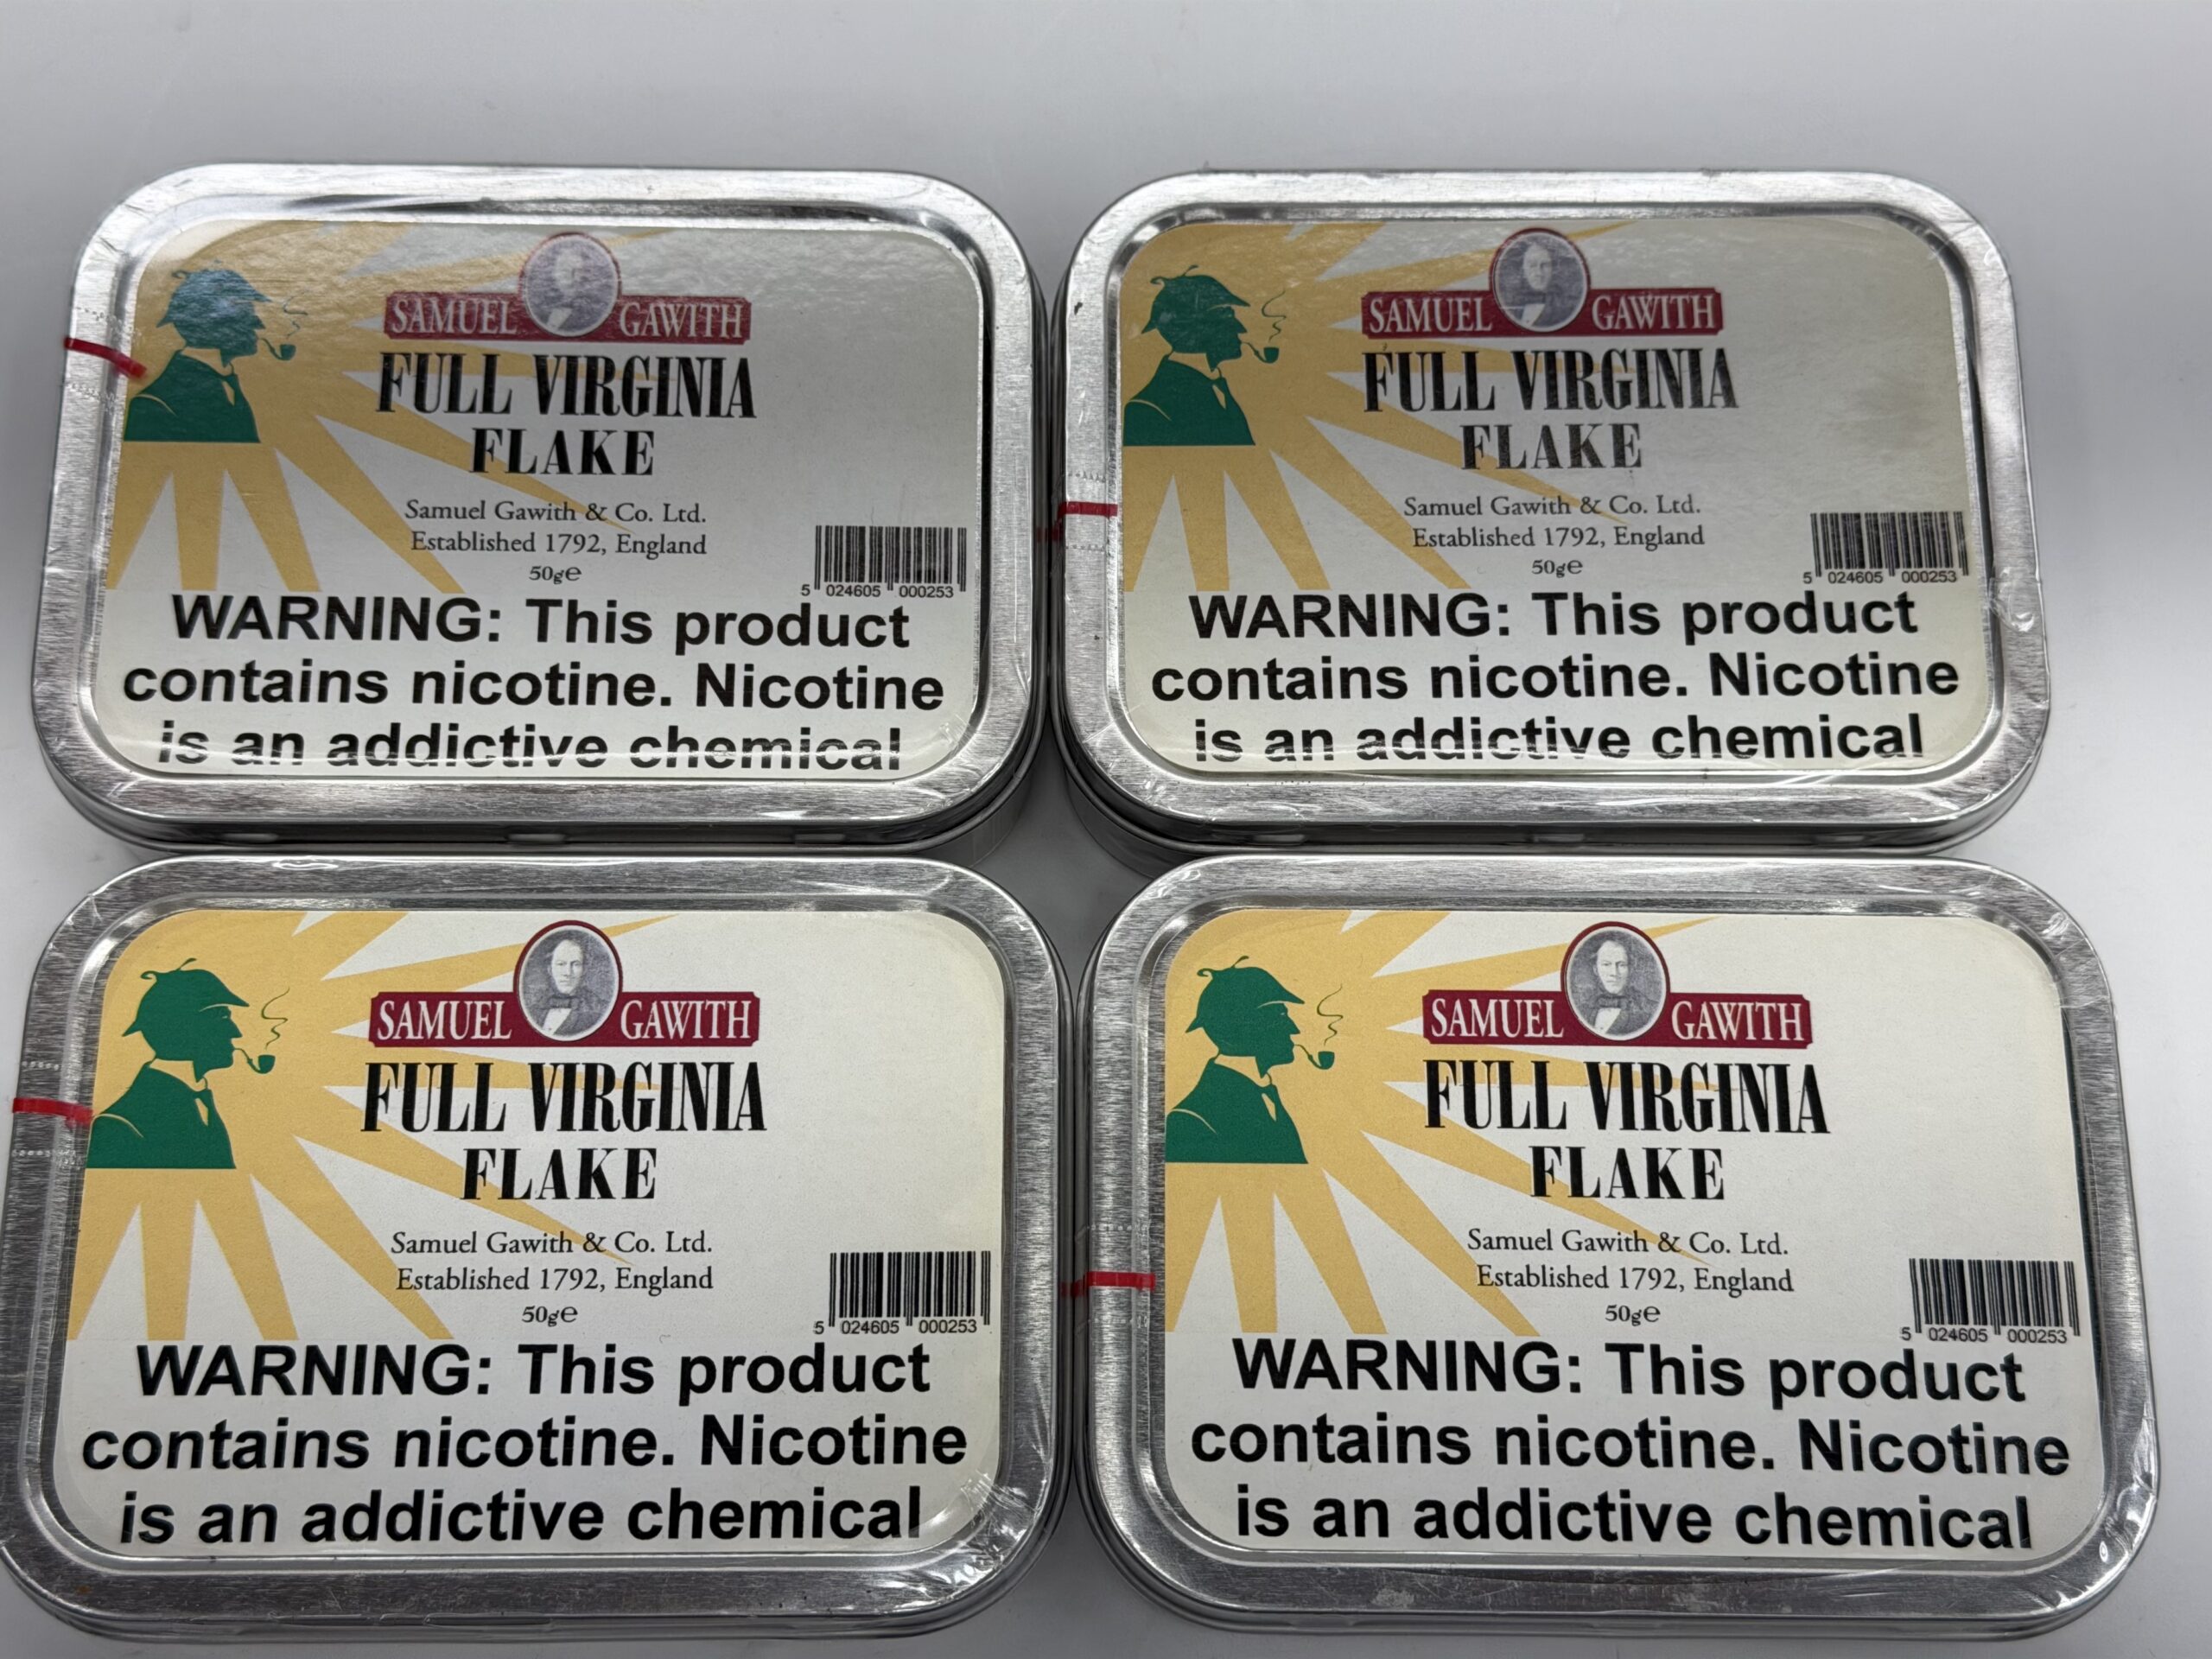 SAMUEL GAWITH
FULL VIRGINIA
FLAKE
Samuel Gawith & Co. Ltd.
Established 1792, England
50g℮
5 024605 000253
WARNING: This product
contains nicotine. Nicotine
is an addictive chemical
SAMUEL GAWITH
FULL VIRGINIA
FLAKE
Samuel Gawith & Co. Ltd.
Established 1792, England
50g℮
5 024605 000253
WARNING: This product
contains nicotine. Nicotine
is an addictive chemical
SAMUEL GAWITH
FULL VIRGINIA
FLAKE
Samuel Gawith & Co. Ltd.
Established 1792, England
50g℮
5 024605 000253
WARNING: This product
contains nicotine. Nicotine
is an addictive chemical
SAMUEL GAWITH
FULL VIRGINIA
FLAKE
Samuel Gawith & Co. Ltd.
Established 1792, England
50g℮
5 024605 000253
WARNING: This product
contains nicotine. Nicotine
is an addictive chemical